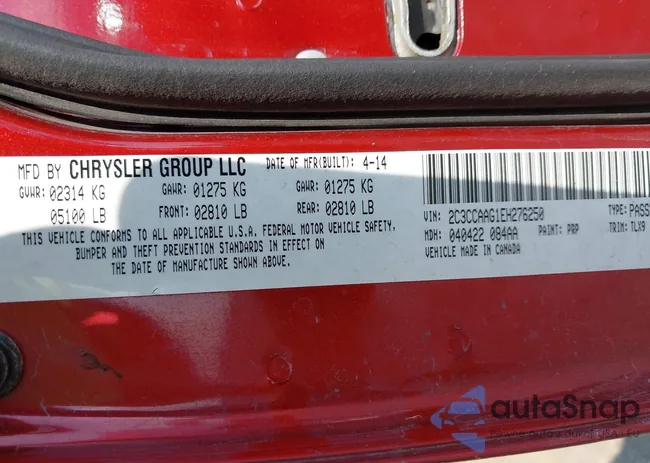 MFD BY CHRYSLER GROUP LLC DATE OF MFR(BUILT): 4-14
GVWR: 02314 KG GAWR: 01275 KG GAWR: 01275 KG
05100 LB FRONT: 02810 LB REAR: 02810 LB
THIS VEHICLE CONFORMS TO ALL APPLICABLE U.S.A. FEDERAL MOTOR VEHICLE SAFETY,
BUMPER AND THEFT PREVENTION STANDARDS IN EFFECT ON
THE DATE OF MANUFACTURE SHOWN ABOVE.
VIN: 2C3CCAAG1EH276250 TYPE: PASS
MDH: 040422 084AA PAINT: PRP TRIM: TLX9
VEHICLE MADE IN CANADA
autaSnap